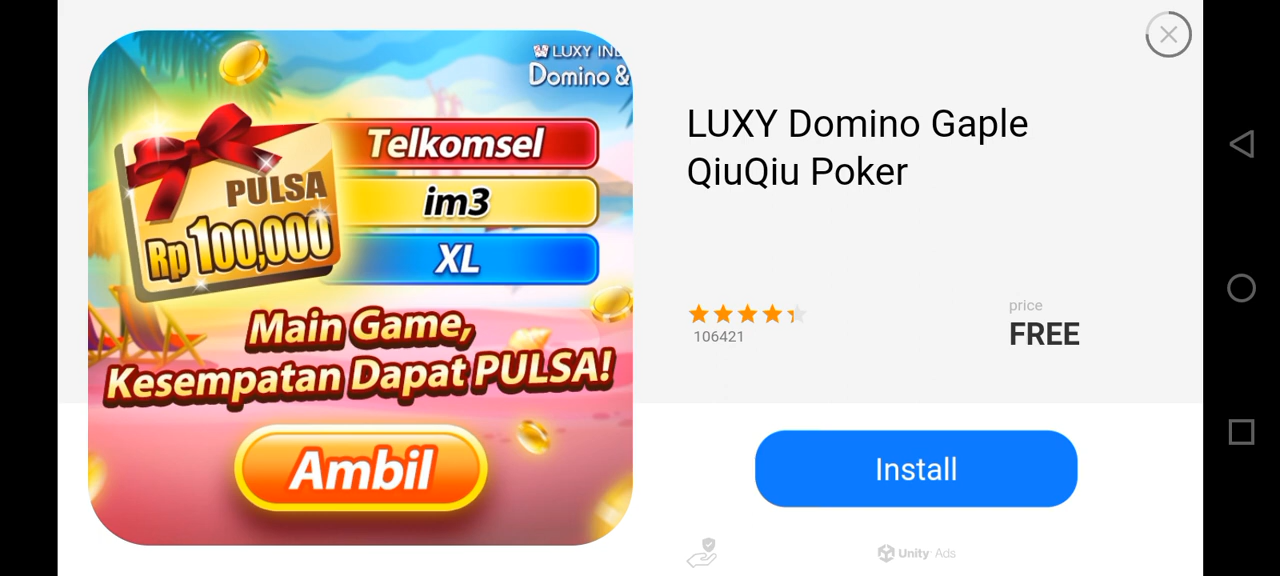 LUXY IN
Domino &
Telkomsel
PULSA
im3
Rp100,000
XL
Main Game,
Kesempatan Dapat PULSA!
Ambil
LUXY Domino Gaple
QiuQiu Poker
106421
price
FREE
Install
Unity Ads